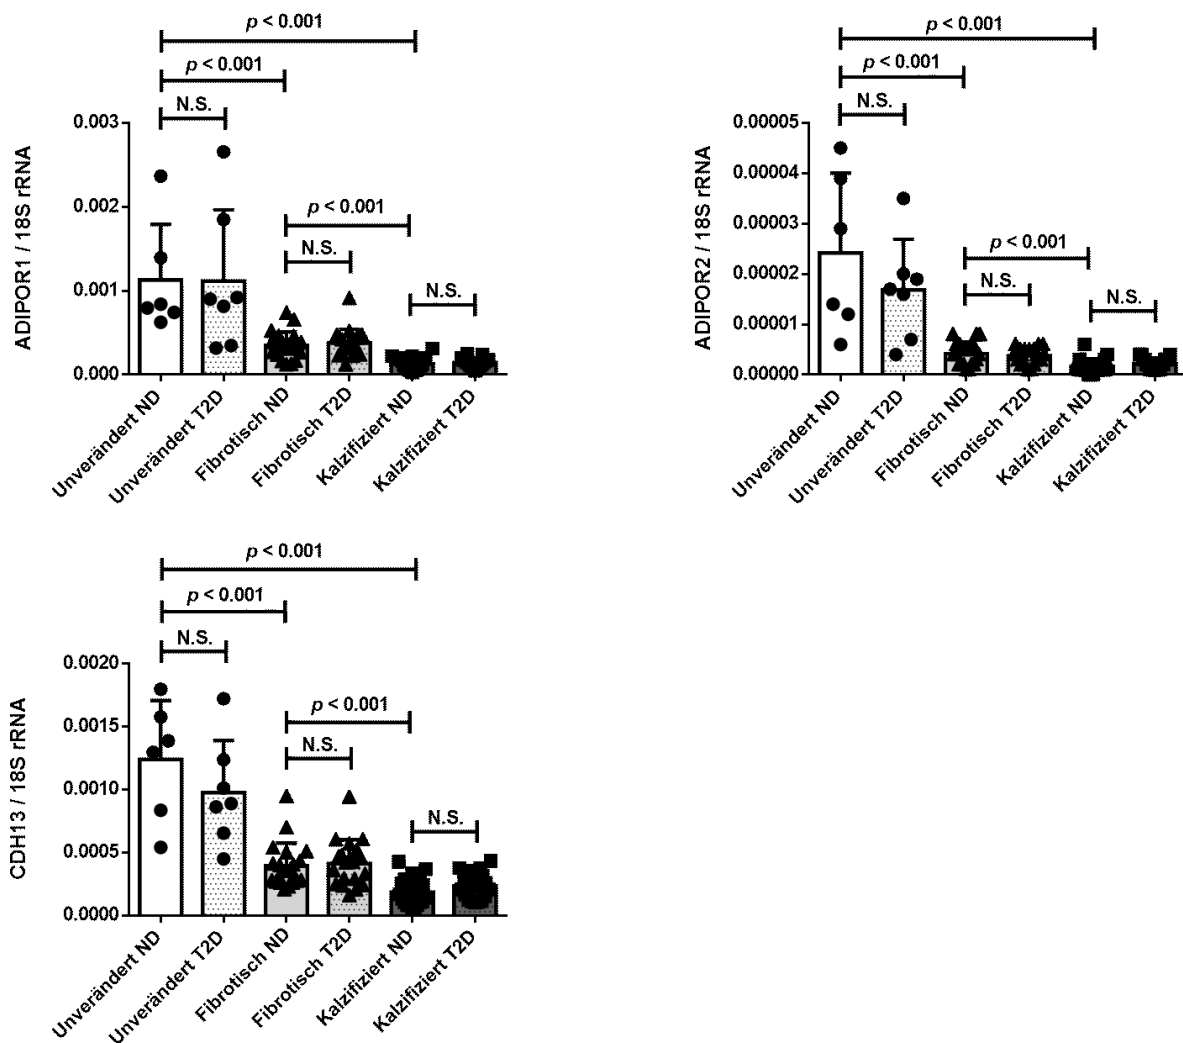 p < 0.001
p < 0.001
N.S.
p < 0.001
N.S.
N.S.
ADIPOR1 / 18S rRNA
0.003
0.002
0.001
0.000
Unverändert ND
Unverändert T2D
Fibrotisch ND
Fibrotisch T2D
Kalzifiziert ND
Kalzifiziert T2D
p < 0.001
p < 0.001
N.S.
p < 0.001
N.S.
N.S.
ADIPOR2 / 18S rRNA
0.00005
0.00004
0.00003
0.00002
0.00001
0.00000
Unverändert ND
Unverändert T2D
Fibrotisch ND
Fibrotisch T2D
Kalzifiziert ND
Kalzifiziert T2D
p < 0.001
p < 0.001
N.S.
p < 0.001
N.S.
N.S.
CDH13 / 18S rRNA
0.0020
0.0015
0.0010
0.0005
0.0000
Unverändert ND
Unverändert T2D
Fibrotisch ND
Fibrotisch T2D
Kalzifiziert ND
Kalzifiziert T2D